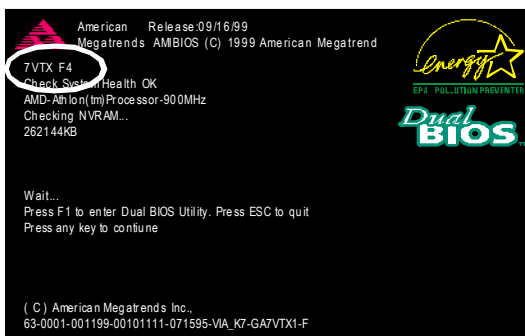 American Release:09/16/99
Megatrends AMIBIOS (C) 1999 American Megatrend
7VTX F4
Check System Health OK
AMD-Athlon(tm)Processor-900MHz
Checking NVRAM...
262144KB
energy
EPA POLLUTION PREVENTER
Dual
BIOS TM
Wait...
Press F1 to enter Dual BIOS Utility. Press ESC to quit
Press any key to contiune
( C ) American Megatrends Inc.,
63-0001-001199-00101111-071595-VIA_K7-GA7VTX1-F